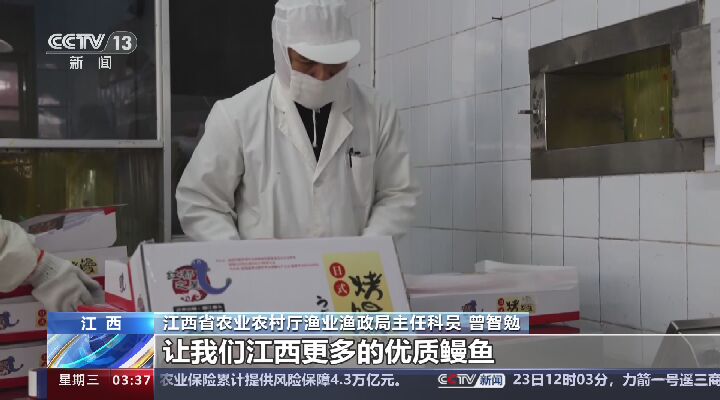 CCTV 13
新闻
日式
烤鳗
う
江西
江西省农业农村厅渔业渔政局主任科员 曾智勉
让我们江西更多的优质鳗鱼
星期三 03:37 农业保险累计提供风险保障4.3万亿元。 CCTV新闻 23日12时03分，力箭一号遥三商